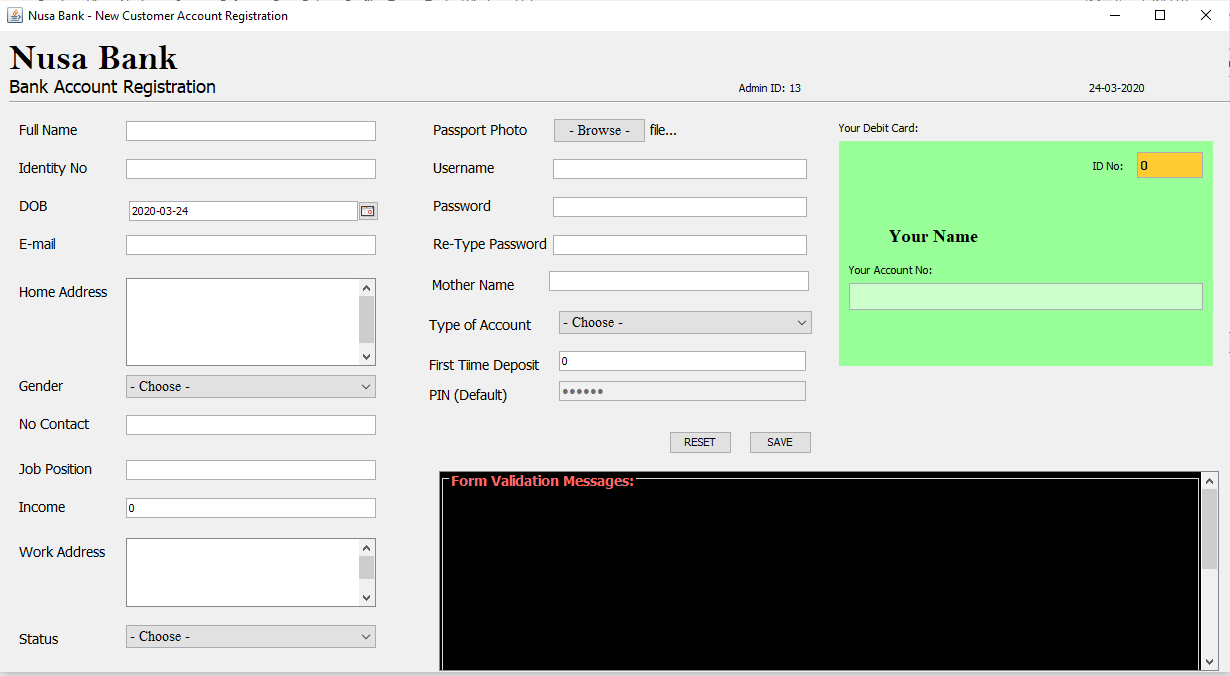 Nusa Bank - New Customer Account Registration
Nusa Bank
Bank Account Registration
Admin ID: 13
24-03-2020
Full Name
Identity No
DOB
2020-03-24
E-mail
Home Address
Gender
- Choose -
No Contact
Job Position
Income
0
Work Address
Status
- Choose -
Passport Photo
- Browse -
file...
Username
Password
Re-Type Password
Mother Name
Type of Account
- Choose -
First Tiime Deposit
0
PIN (Default)
••••••
RESET
SAVE
Your Debit Card:
ID No:
0
Your Name
Your Account No:
Form Validation Messages: